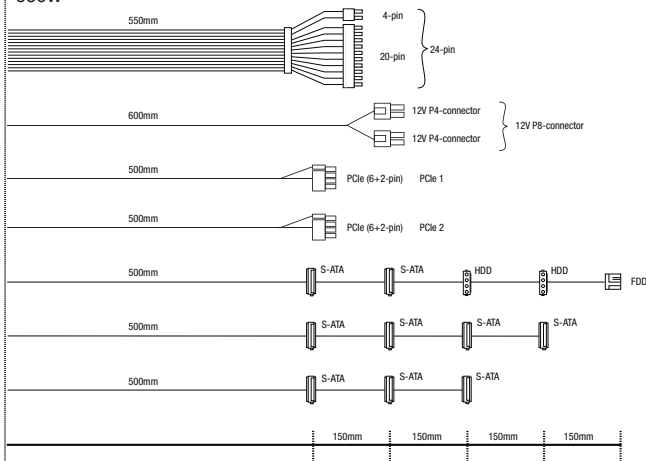 550mm
4-pin
20-pin
24-pin
600mm
12V P4-connector
12V P4-connector
12V P8-connector
500mm
PCIe (6+2-pin) PCIe 1
500mm
PCIe (6+2-pin) PCIe 2
500mm S-ATA S-ATA HDD HDD FDD
500mm S-ATA S-ATA S-ATA S-ATA
500mm S-ATA S-ATA S-ATA
150mm 150mm 150mm 150mm